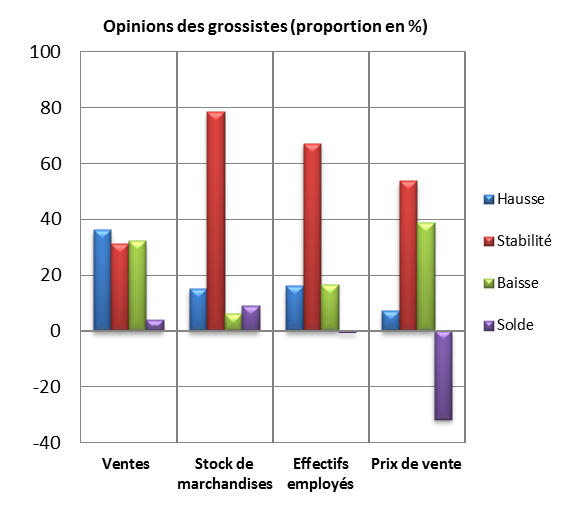 Opinions des grossistes (proportion en %)
100
80
60
40
20
0
-20
-40
Ventes
Stock de
marchandises
Effectifs
employés
Prix de vente
Hausse
Stabilité
Baisse
Solde